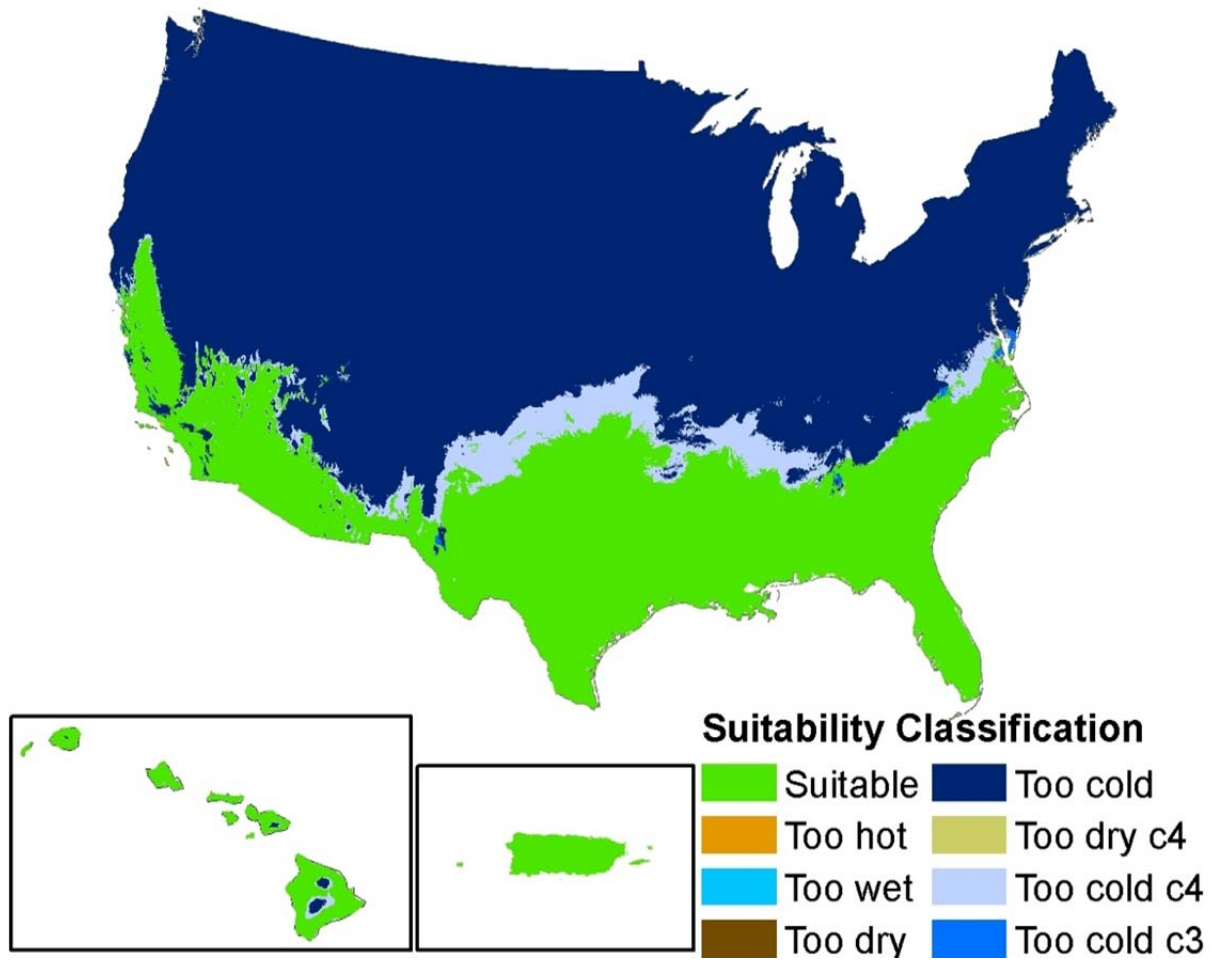 Suitability Classification
Suitable Too cold
Too hot Too dry c4
Too wet Too cold c4
Too dry Too cold c3